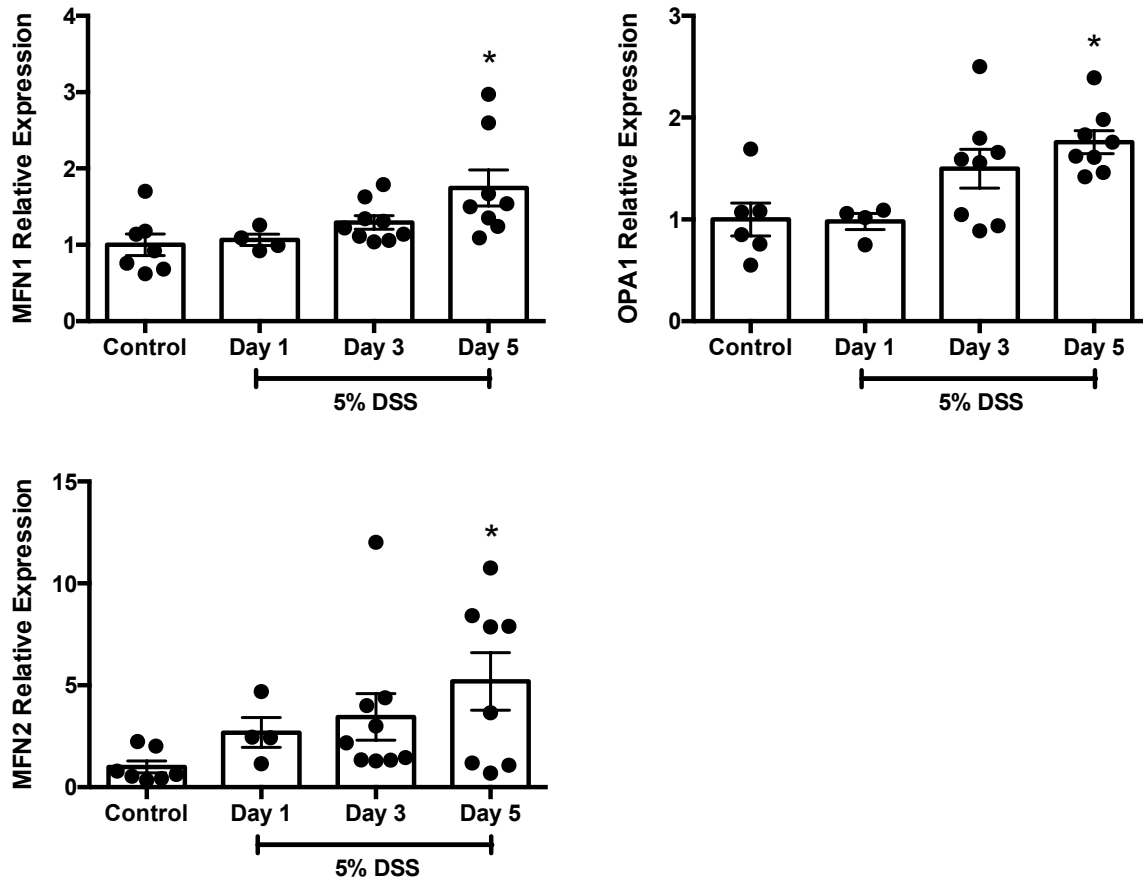 MFN1 Relative Expression
4
3
2
1
0
*
Control Day 1 Day 3 Day 5
5% DSS
OPA1 Relative Expression
3
2
1
0
*
Control Day 1 Day 3 Day 5
5% DSS
MFN2 Relative Expression
15
10
5
0
*
Control Day 1 Day 3 Day 5
5% DSS